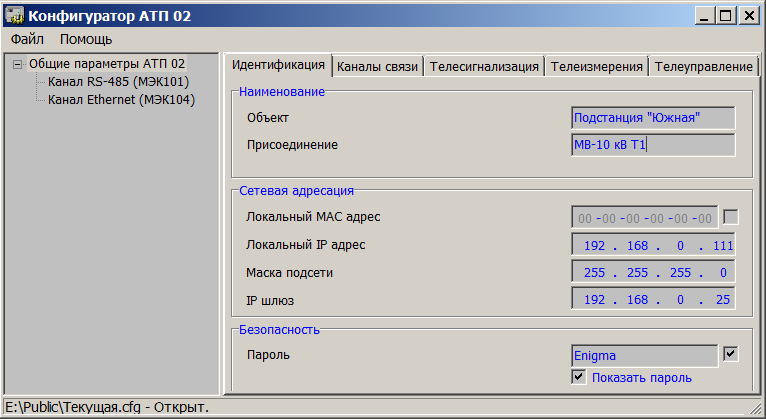 Конфигуратор АТП 02
Файл Помощь
Общие параметры АТП 02
Канал RS-485 (МЭК101)
Канал Ethernet (МЭК104)
Идентификация Каналы связи Телесигнализация Телеизмерения Телеуправление
Наименование
Объект Подстанция "Южная"
Присоединение МВ-10 кВ Т1
Сетевая адресация
Локальный MAC адрес 00 -00 -00 -00 -00 -00
Локальный IP адрес 192 . 168 . 0 . 111
Маска подсети 255 . 255 . 255 . 0
IP шлюз 192 . 168 . 0 . 25
Безопасность
Пароль Enigma
Показать пароль
E:\Public\Текущая.cfg - Открыт.